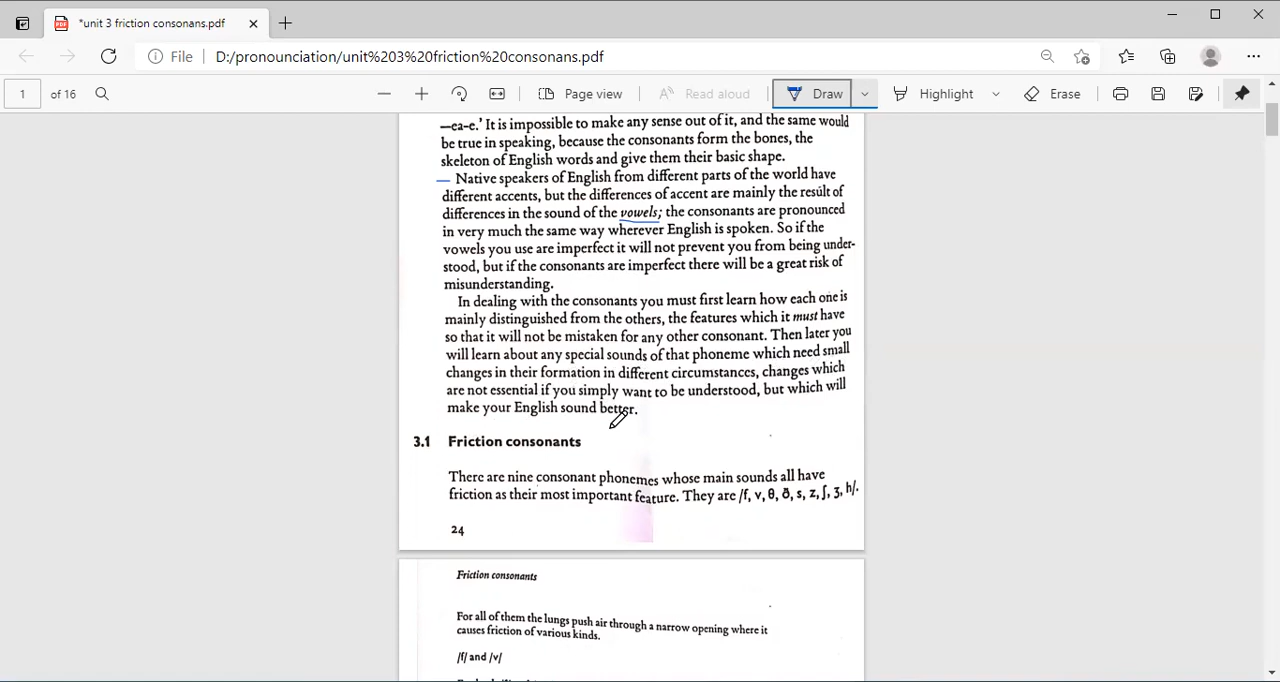 *unit 3 friction consonans.pdf
File D:/pronounciation/unit%203%20friction%20consonans.pdf
1 of 16 Page view Read aloud Draw Highlight Erase
—ea-e.' It is impossible to make any sense out of it, and the same would
be true in speaking, because the consonants form the bones, the
skeleton of English words and give them their basic shape.
Native speakers of English from different parts of the world have
different accents, but the differences of accent are mainly the result of
differences in the sound of the vowels; the consonants are pronounced
in very much the same way wherever English is spoken. So if the
vowels you use are imperfect it will not prevent you from being under-
stood, but if the consonants are imperfect there will be a great risk of
misunderstanding.
In dealing with the consonants you must first learn how each one is
mainly distinguished from the others, the features which it must have
so that it will not be mistaken for any other consonant. Then later you
will learn about any special sounds of that phoneme which need small
changes in their formation in different circumstances, changes which
are not essential if you simply want to be understood, but which will
make your English sound better.
3.1 Friction consonants
There are nine consonant phonemes whose main sounds all have
friction as their most important feature. They are /f, v, θ, ð, s, z, ʃ, ʒ, h/.
24
Friction consonants
For all of them the lungs push air through a narrow opening where it
causes friction of various kinds.
/f/ and /v/